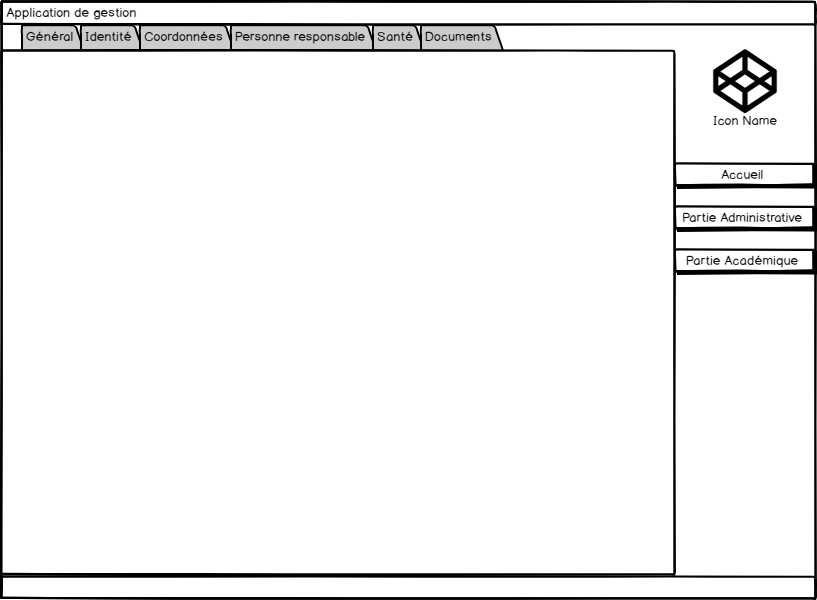 Application de gestion
Général Identité Coordonnées Personne responsable Santé Documents
Icon Name
Accueil
Partie Administrative
Partie Académique